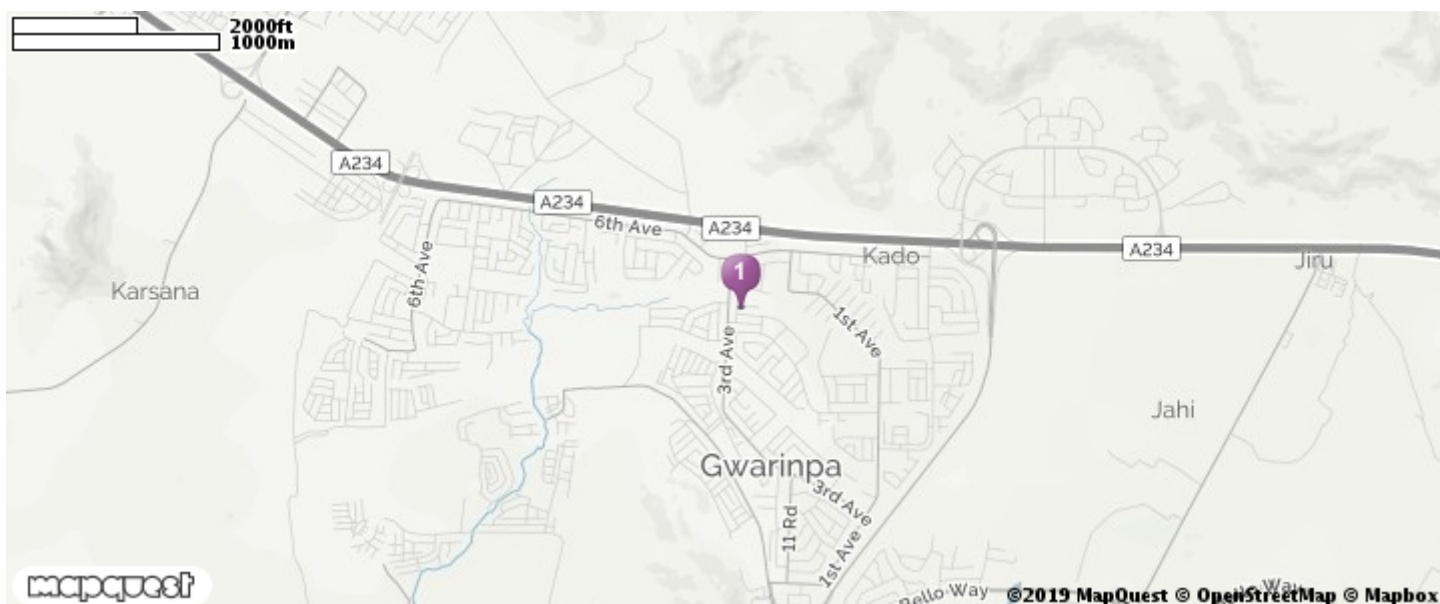 2000ft
1000m
A234
A234
6th Ave
A234
Kado
A234
Jiru
1
6th Ave
Karsana
1st Ave
3rd Ave
Jahi
Gwarinpa
3rd Ave
11 Rd
1st Ave
Bello Way
mapquest
©2019 MapQuest © OpenStreetMap © Mapbox